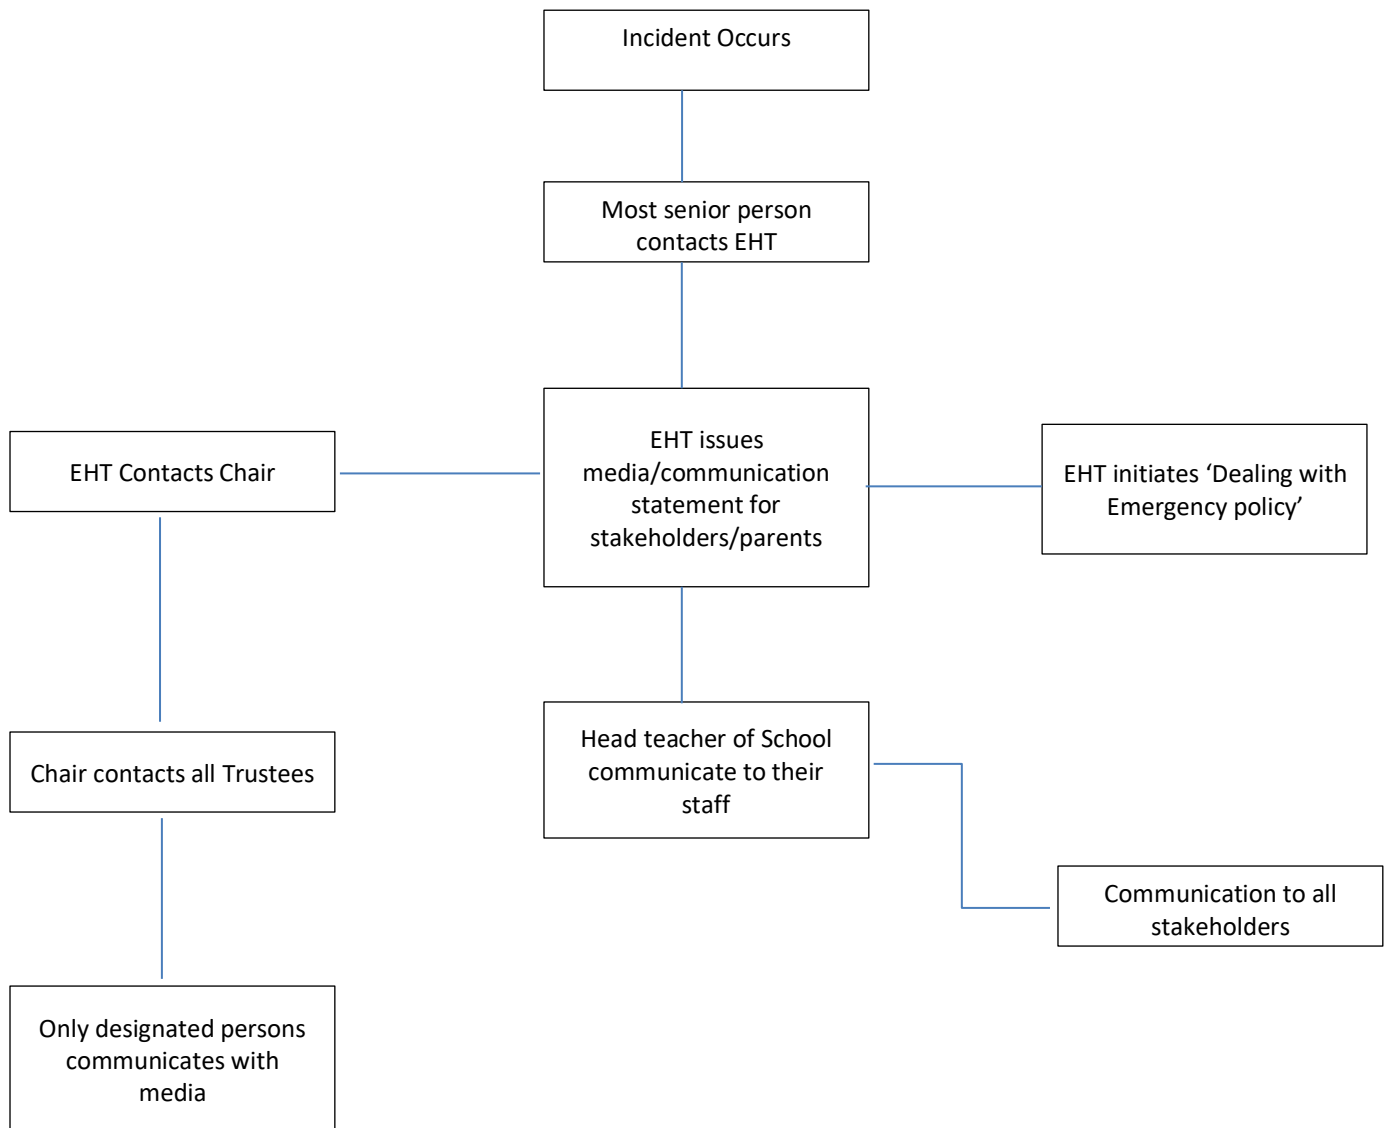 Incident Occurs
Most senior person
contacts EHT
EHT issues
media/communication
statement for
stakeholders/parents
EHT Contacts Chair
EHT initiates ‘Dealing with
Emergency policy’
Chair contacts all Trustees
Head teacher of School
communicate to their
staff
Communication to all
stakeholders
Only designated persons
communicates with
media